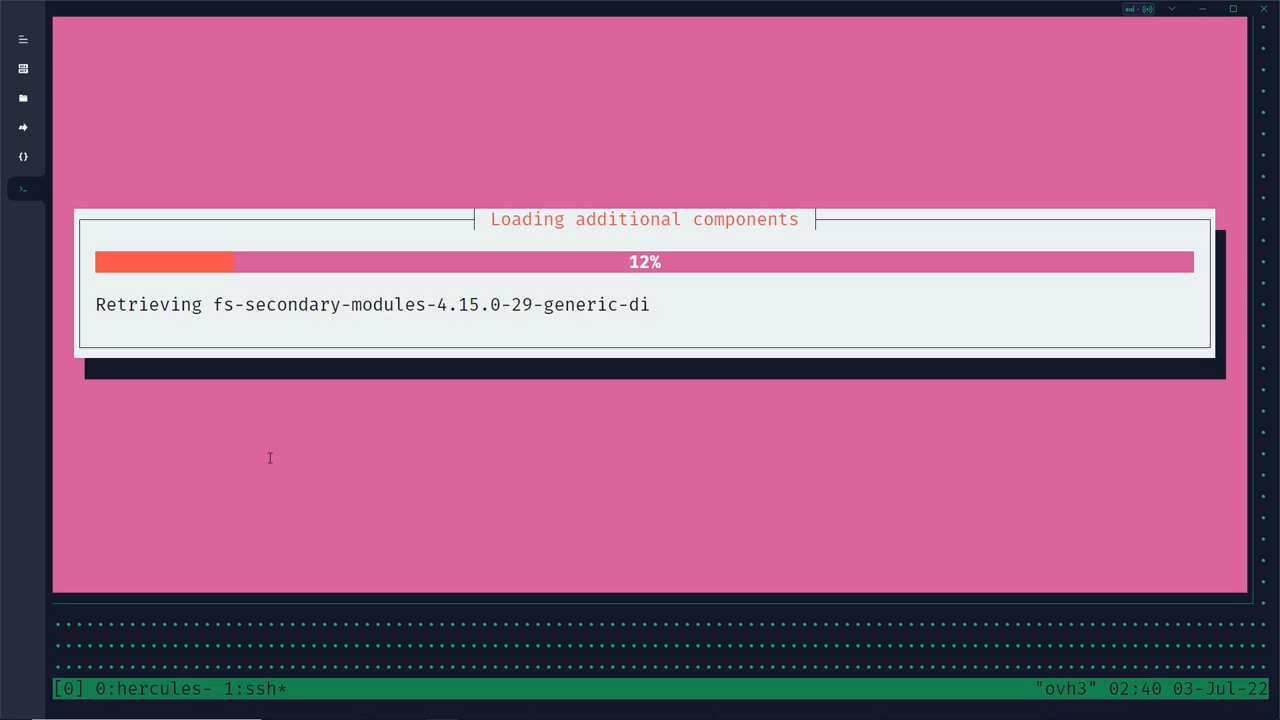 Loading additional components
12%
Retrieving fs-secondary-modules-4.15.0-29-generic-di
[0] 0:hercules- 1:ssh* "ovh3" 02:40 03-Jul-22